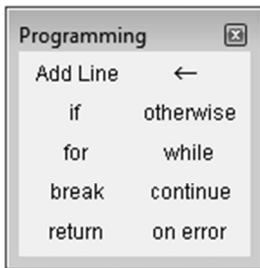 Programming
Add Line ←
if otherwise
for while
break continue
return on error